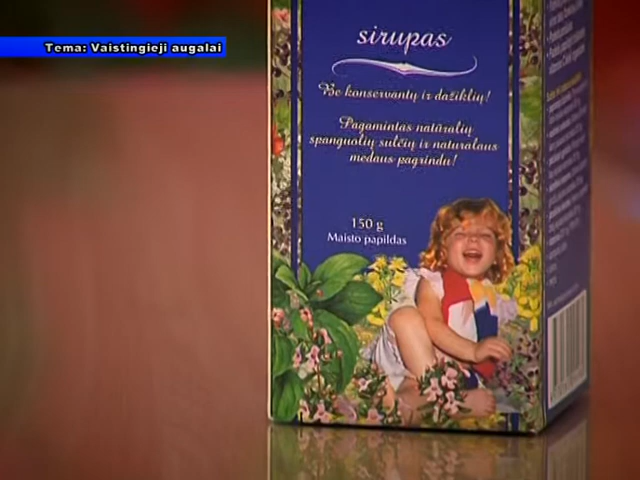 Tema: Vaistingieji augalai
sirupas
Be konservantų ir dažiklių!
Pagamintas natūralių
spanguolių sulčių ir natūralaus
medaus pagrindu!
150 g
Maisto papildas